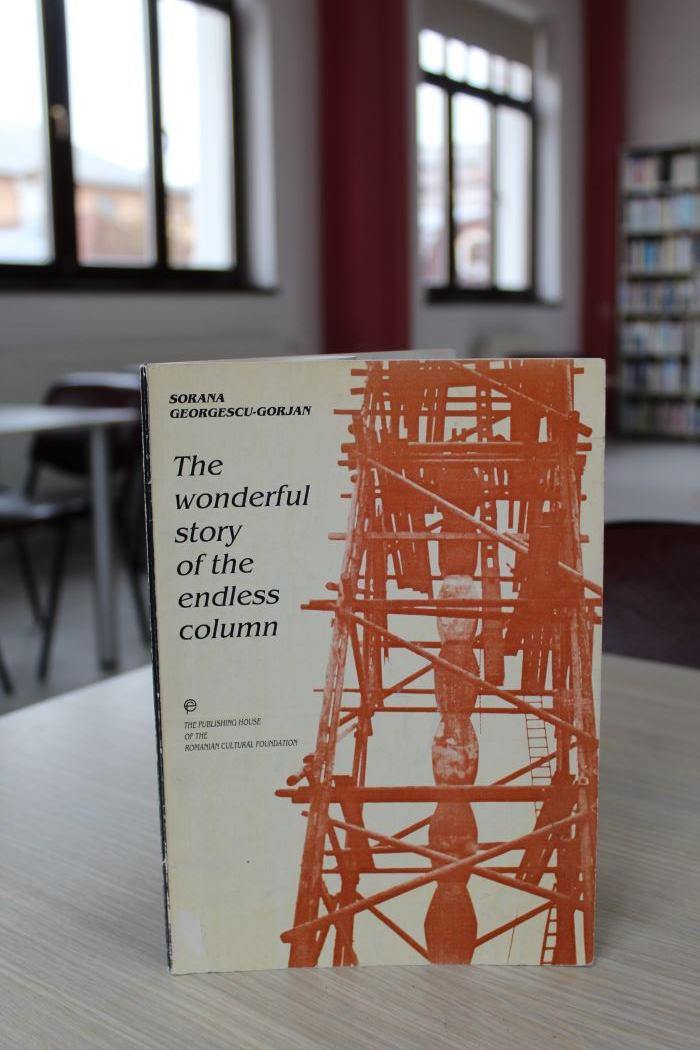 SORANA
GEORGESCU-GORJAN
The
wonderful
story
of the
endless
column
THE PUBLISHING HOUSE
OF THE
ROMANIAN CULTURAL FOUNDATION